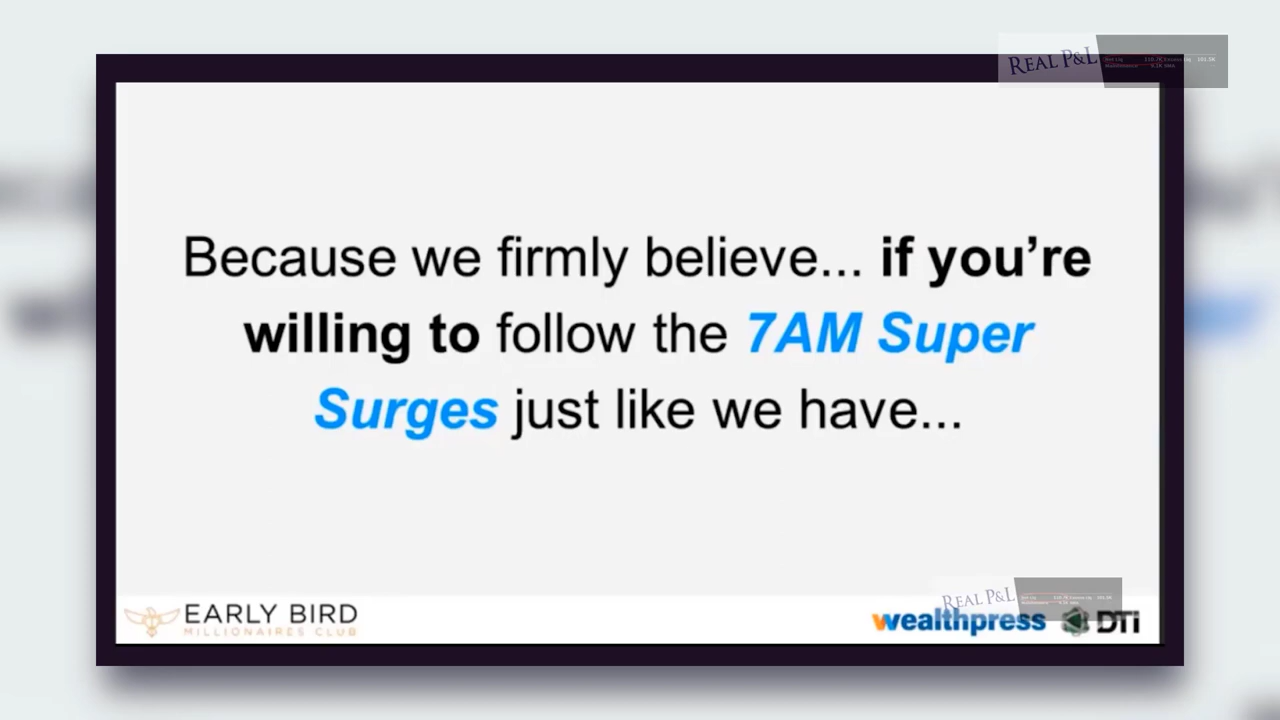 REAL P&L
Because we firmly believe... if you're
willing to follow the 7AM Super
Surges just like we have...
EARLY BIRD
MILLIONAIRES CLUB
REAL P&L
wealthpress DTI